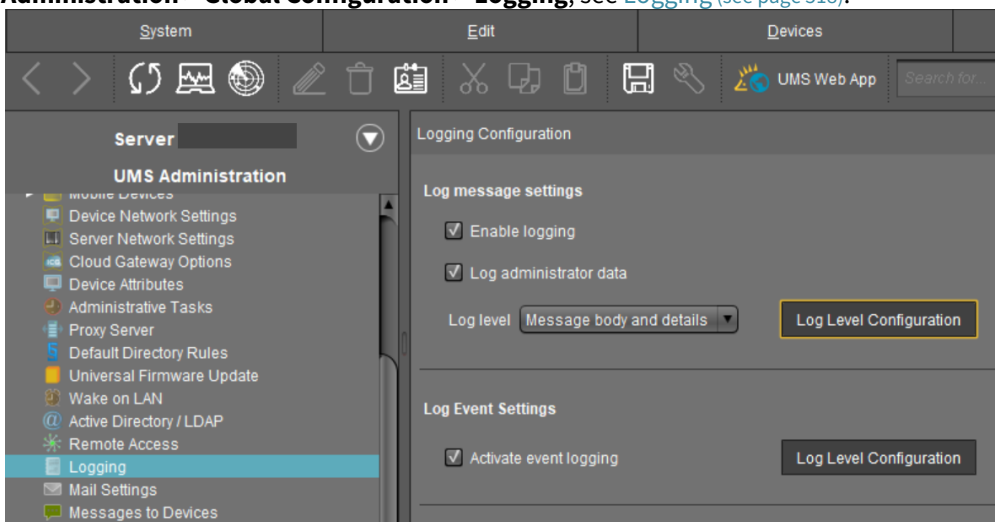 Administration > Global Configuration > Logging, see Logging (see page 518).
System Edit Devices
UMS Web App Search for...
Server
UMS Administration
Mobile Devices
Device Network Settings
Server Network Settings
Cloud Gateway Options
Device Attributes
Administrative Tasks
Proxy Server
Default Directory Rules
Universal Firmware Update
Wake on LAN
Active Directory / LDAP
Remote Access
Logging
Mail Settings
Messages to Devices
Logging Configuration
Log message settings
Enable logging
Log administrator data
Log level Message body and details Log Level Configuration
Log Event Settings
Activate event logging Log Level Configuration